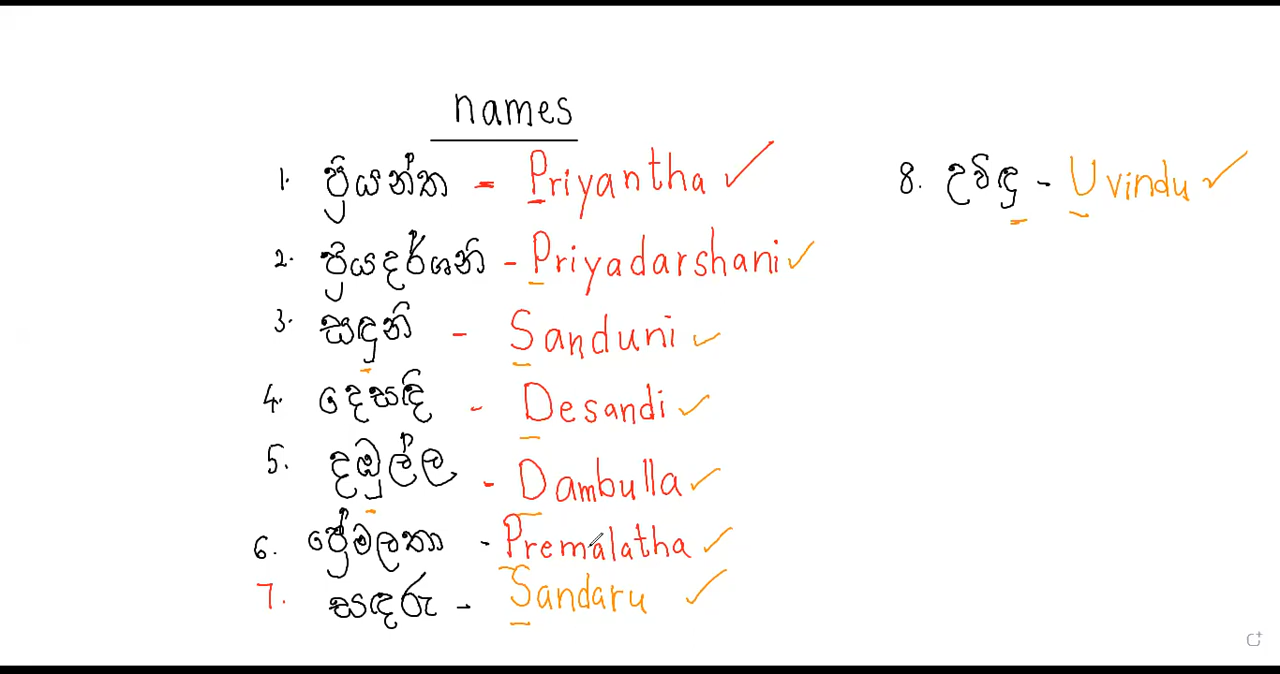 names
1. ප්‍රියන්ත - Priyantha ✓
2. ප්‍රියදර්ශනි - Priyadarshani ✓
3. සඳුනි - Sanduni ✓
4. දෙසඳි - Desandi ✓
5. දඹුල්ල - Dambulla ✓
6. ප්‍රේමලතා - Premalatha ✓
7. සඳරු - Sandaru ✓
8. උවිඳු - Uvindu ✓